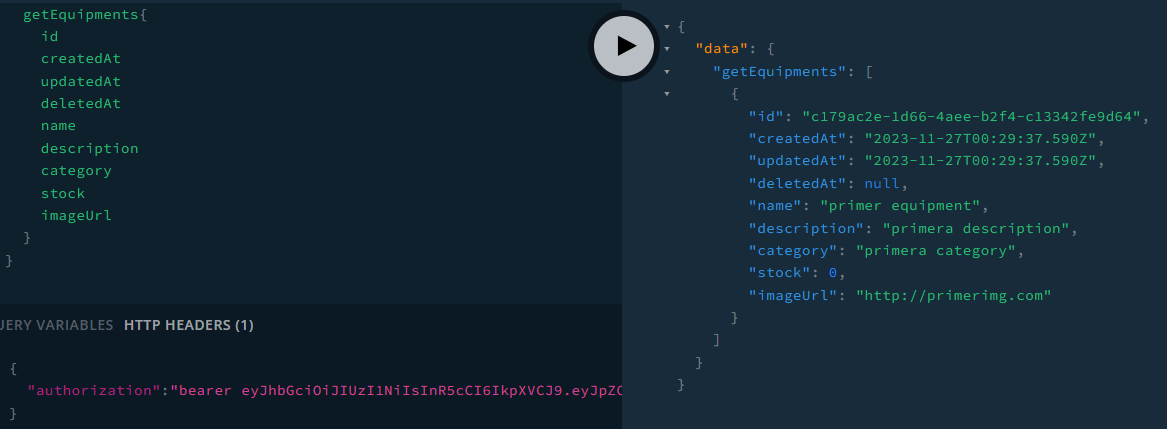 getEquipments{
id
createdAt
updatedAt
deletedAt
name
description
category
stock
imageUrl
}
}
UERY VARIABLES HTTP HEADERS (1)
{
"authorization":"bearer eyJhbGciOiJIUzI1NiIsInR5cCI6IkpXVCJ9.eyJpZC
}
{
"data": {
"getEquipments": [
{
"id": "c179ac2e-1d66-4aee-b2f4-c13342fe9d64",
"createdAt": "2023-11-27T00:29:37.590Z",
"updatedAt": "2023-11-27T00:29:37.590Z",
"deletedAt": null,
"name": "primer equipment",
"description": "primera description",
"category": "primera category",
"stock": 0,
"imageUrl": "http://primerimg.com"
}
]
}
}